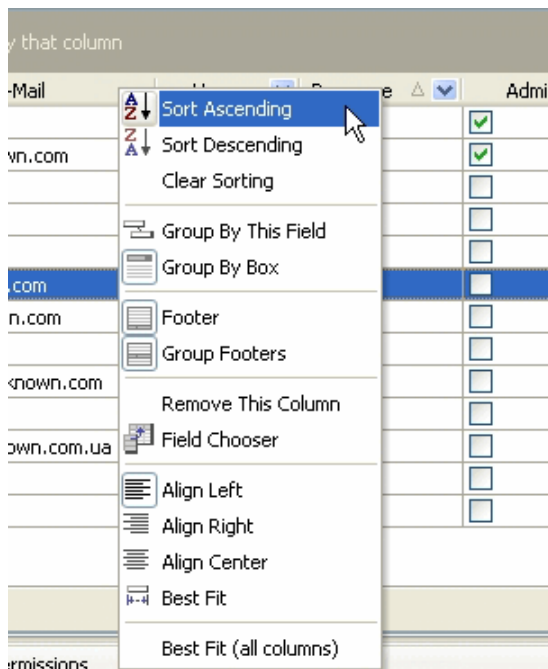 y that column
-Mail
Admi
Sort Ascending
wn.com
Sort Descending
Clear Sorting
Group By This Field
Group By Box
.com
n.com
Footer
Group Footers
known.com
Remove This Column
own.com.ua
Field Chooser
Align Left
Align Right
Align Center
Best Fit
Best Fit (all columns)
ermissions